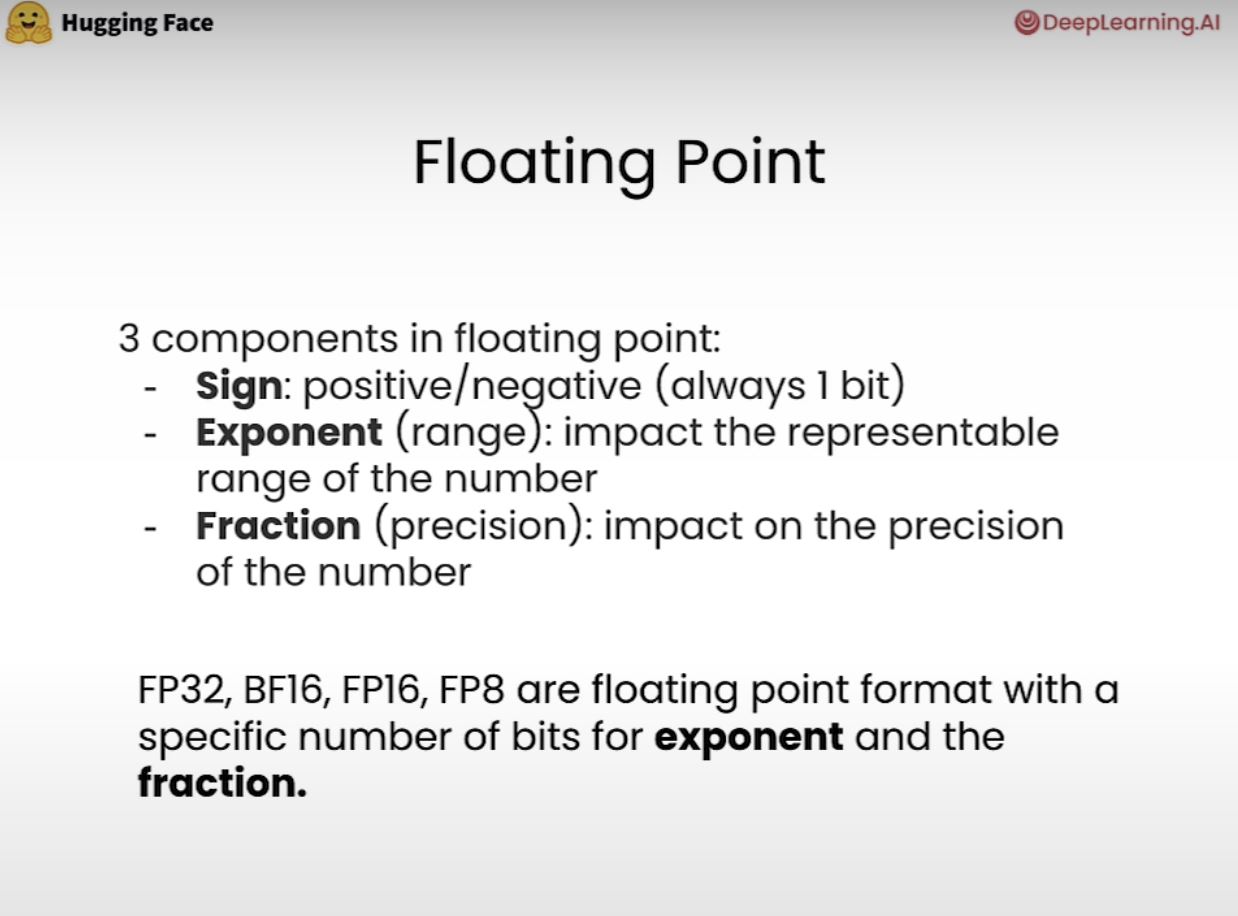 Hugging Face
DeepLearning.AI
Floating Point
3 components in floating point:
- Sign: positive/negative (always 1 bit)
- Exponent (range): impact the representable
range of the number
- Fraction (precision): impact on the precision
of the number
FP32, BF16, FP16, FP8 are floating point format with a
specific number of bits for exponent and the
fraction.